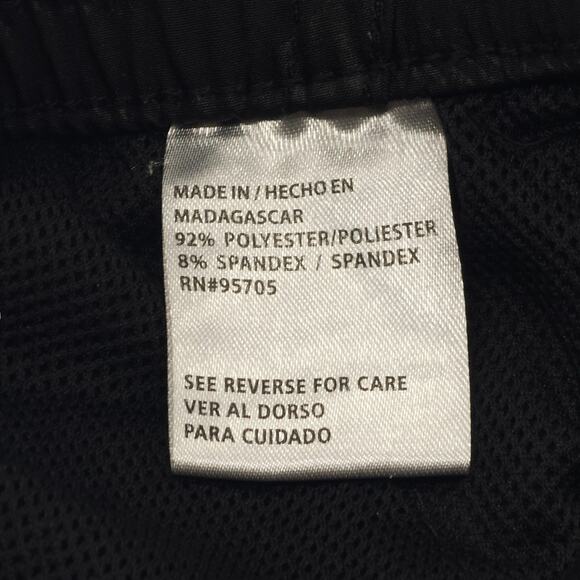 MADE IN / HECHO EN
MADAGASCAR
92% POLYESTER/POLIESTER
8% SPANDEX / SPANDEX
RN#95705
SEE REVERSE FOR CARE
VER AL DORSO
PARA CUIDADO